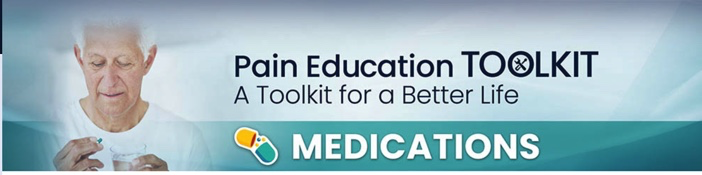 Pain Education TOOLKIT
A Toolkit for a Better Life
MEDICATIONS